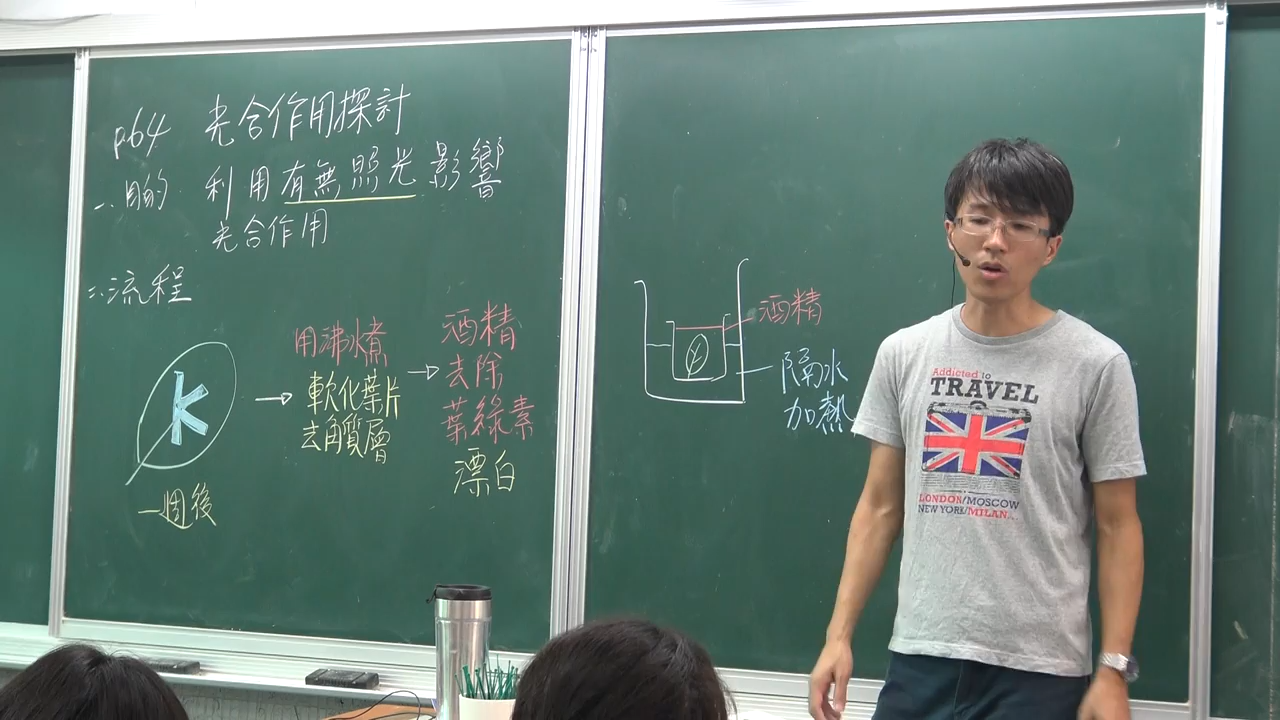 p64 光合作用探討
一、目的 利用有無照光影響
光合作用
二、流程
K
一週後
→ 用沸水煮
軟化葉片
去角質層
→ 酒精
去除
葉綠素
漂白
酒精
隔水
加熱
Addicted to
TRAVEL
LONDON/MOSCOW
NEW YORK/MILAN...